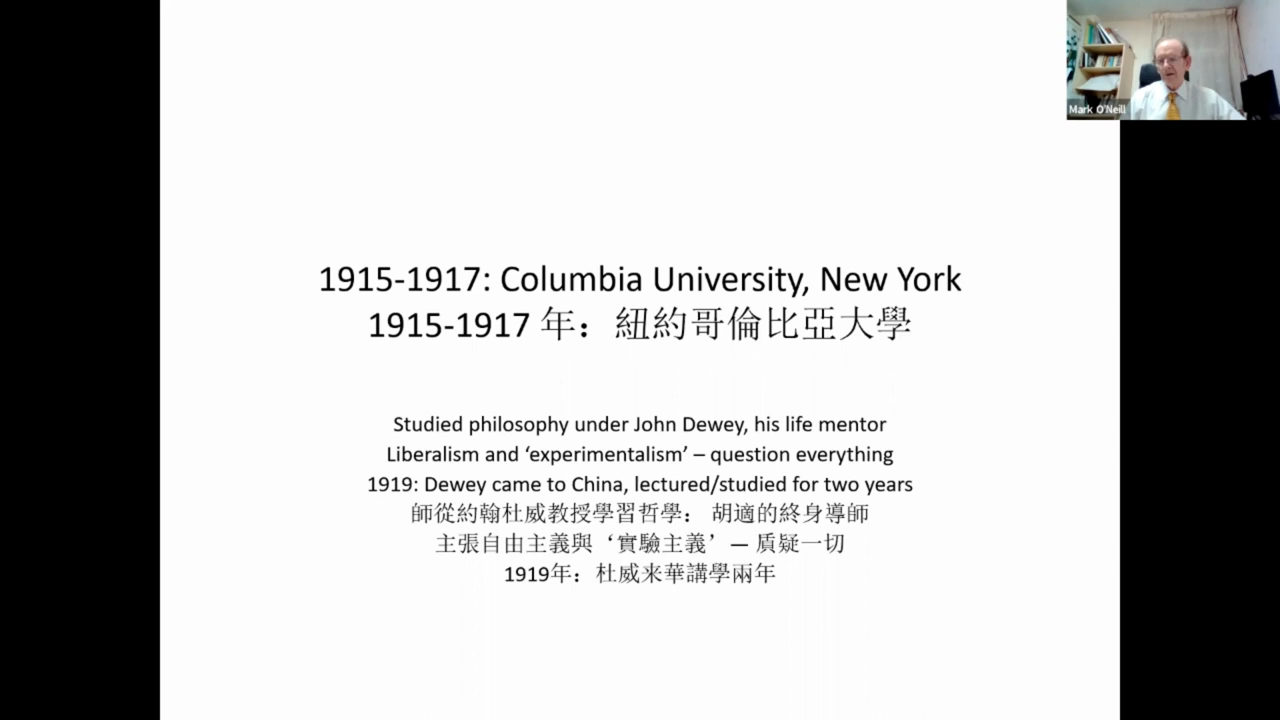 Mark O'Neill
1915-1917: Columbia University, New York
1915-1917 年：紐約哥倫比亞大學
Studied philosophy under John Dewey, his life mentor
Liberalism and ‘experimentalism’ – question everything
1919: Dewey came to China, lectured/studied for two years
師從約翰杜威教授學習哲學： 胡適的終身導師
主張自由主義與‘實驗主義’ — 質疑一切
1919年：杜威来華講學兩年